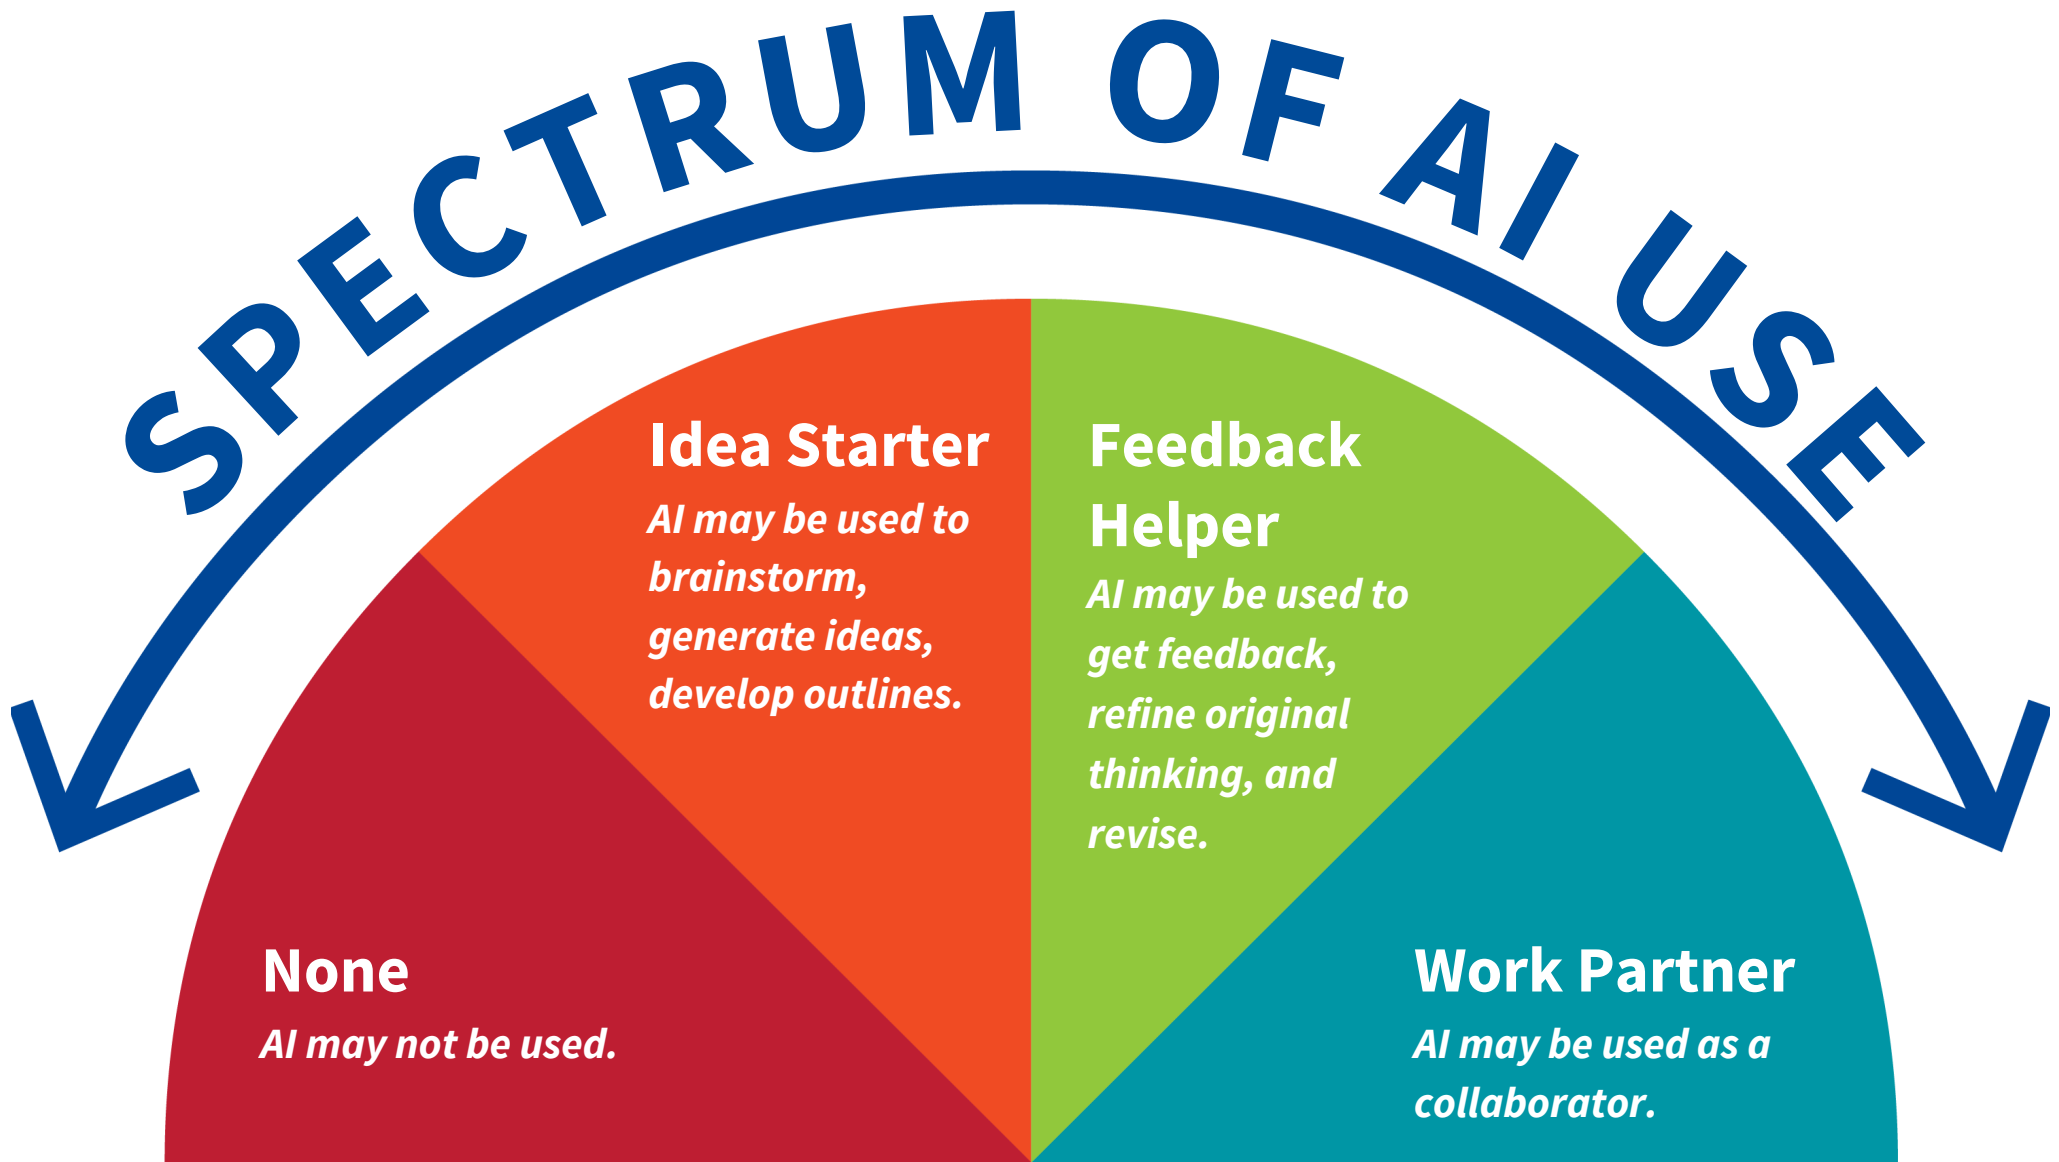 SPECTRUM OF AI USE
Idea Starter
AI may be used to
brainstorm,
generate ideas,
develop outlines.
Feedback
Helper
AI may be used to
get feedback,
refine original
thinking, and
revise.
None
AI may not be used.
Work Partner
AI may be used as a
collaborator.